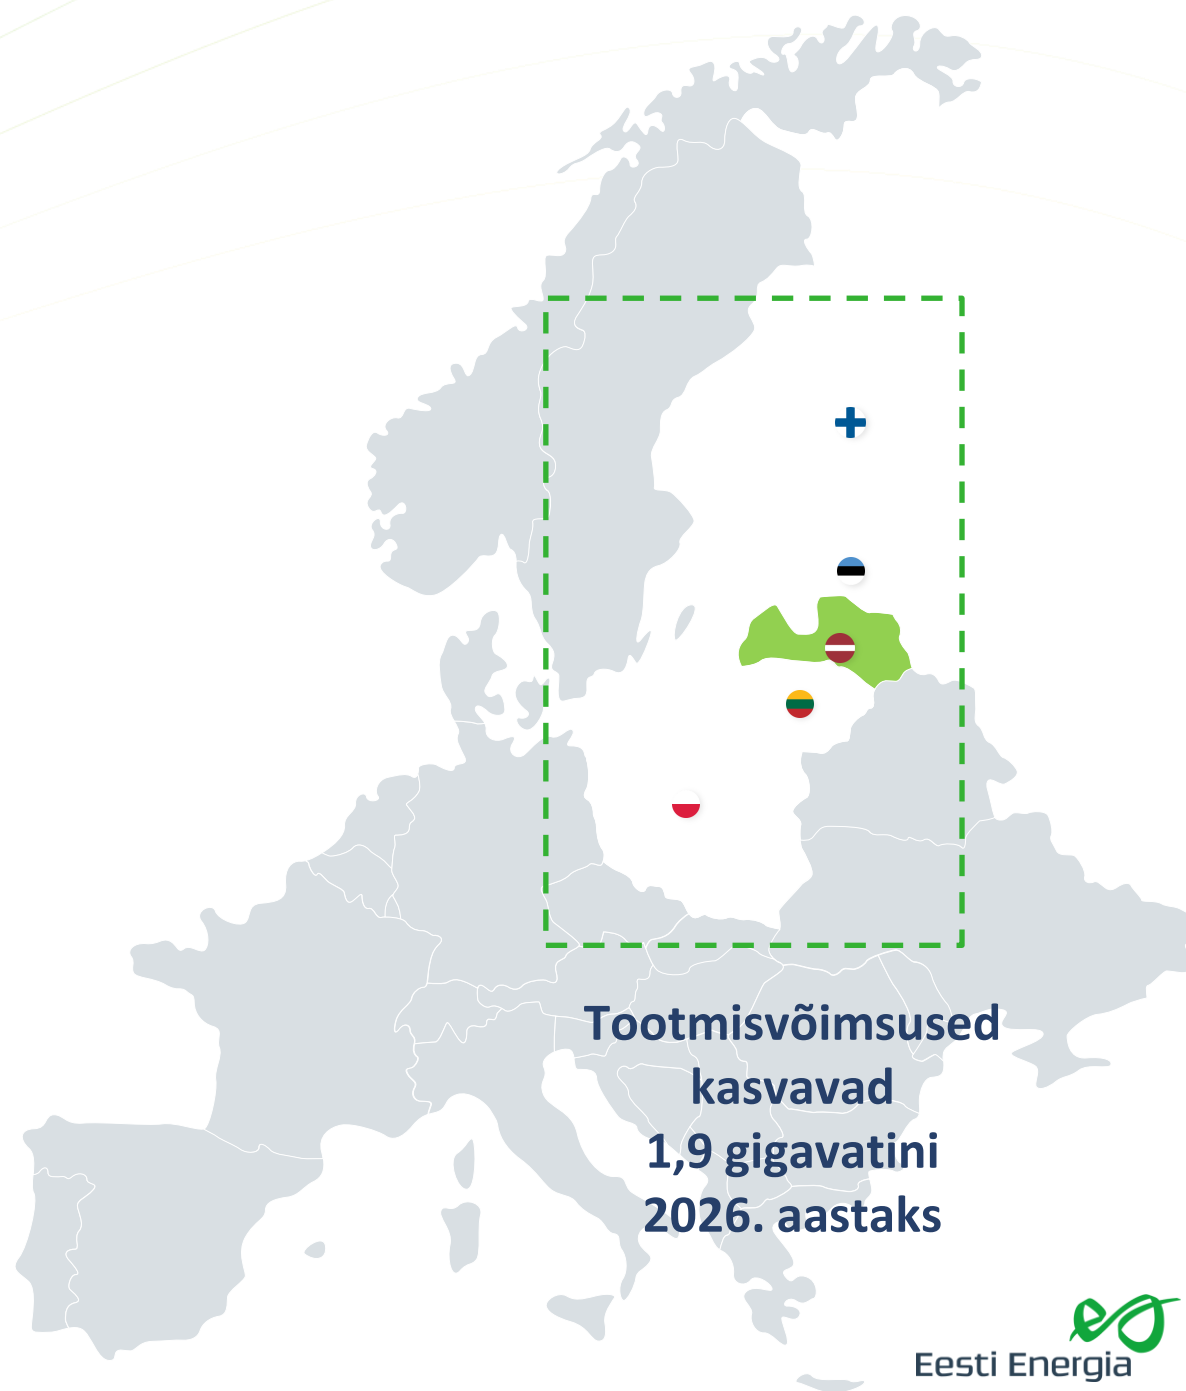 Tootmisvõimsused
kasvavad
1,9 gigavatini
2026. aastaks
Eesti Energia